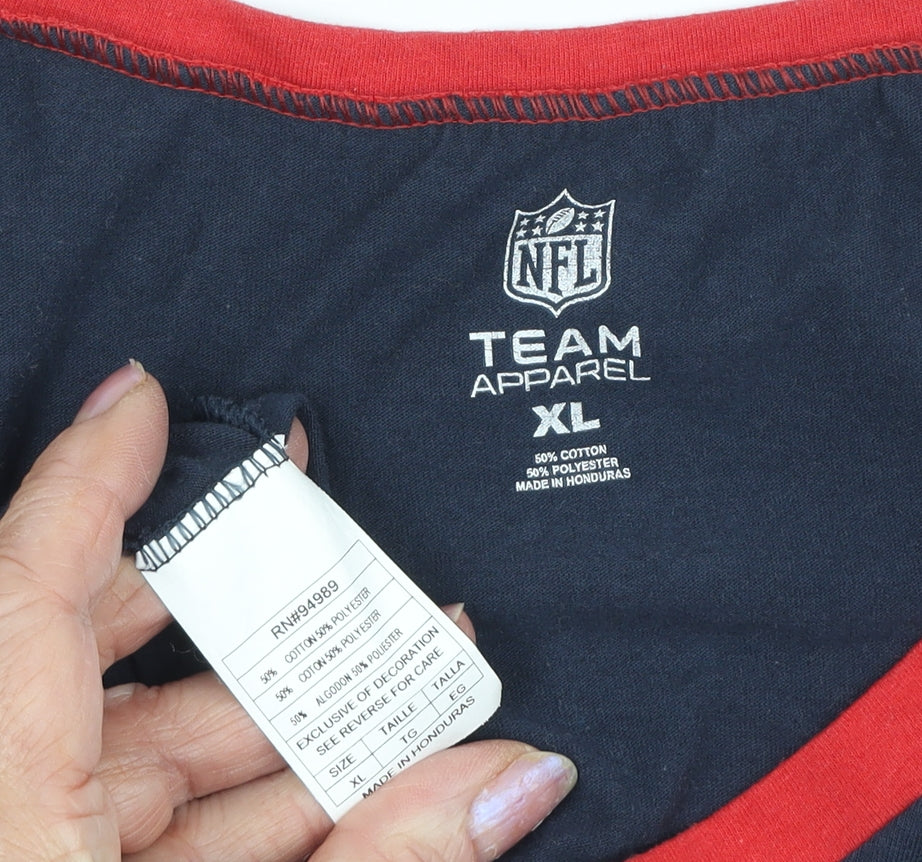 NFL
TEAM
APPAREL
XL
50% COTTON
50% POLYESTER
MADE IN HONDURAS
RN#94989
50% COTTON 50% POLYESTER
50% COTON 50% POLYESTER
50% ALGODON 50% POLIESTER
EXCLUSIVE OF DECORATION
SEE REVERSE FOR CARE
SIZE TAILLE TALLA
XL TG EG
MADE IN HONDURAS